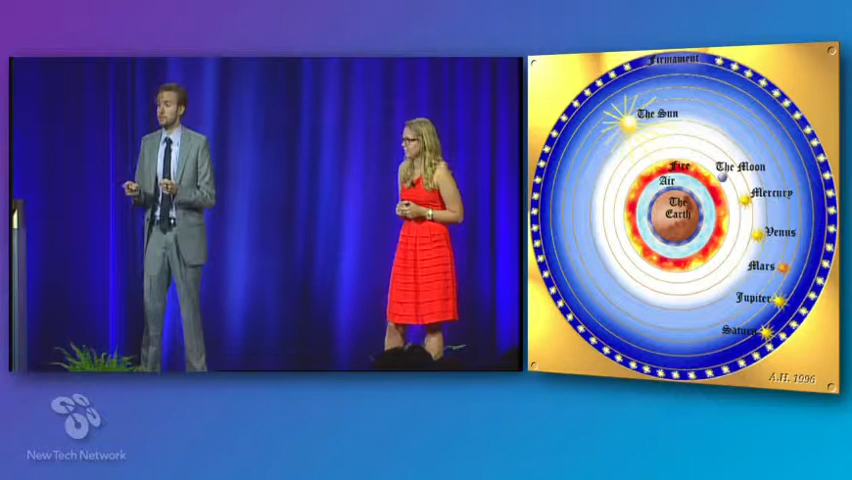 Firmament
The Sun
Fire
The Moon
Air
Mercury
The
Earth
Venus
Mars
Jupiter
Saturn
A.H. 1996
New Tech Network